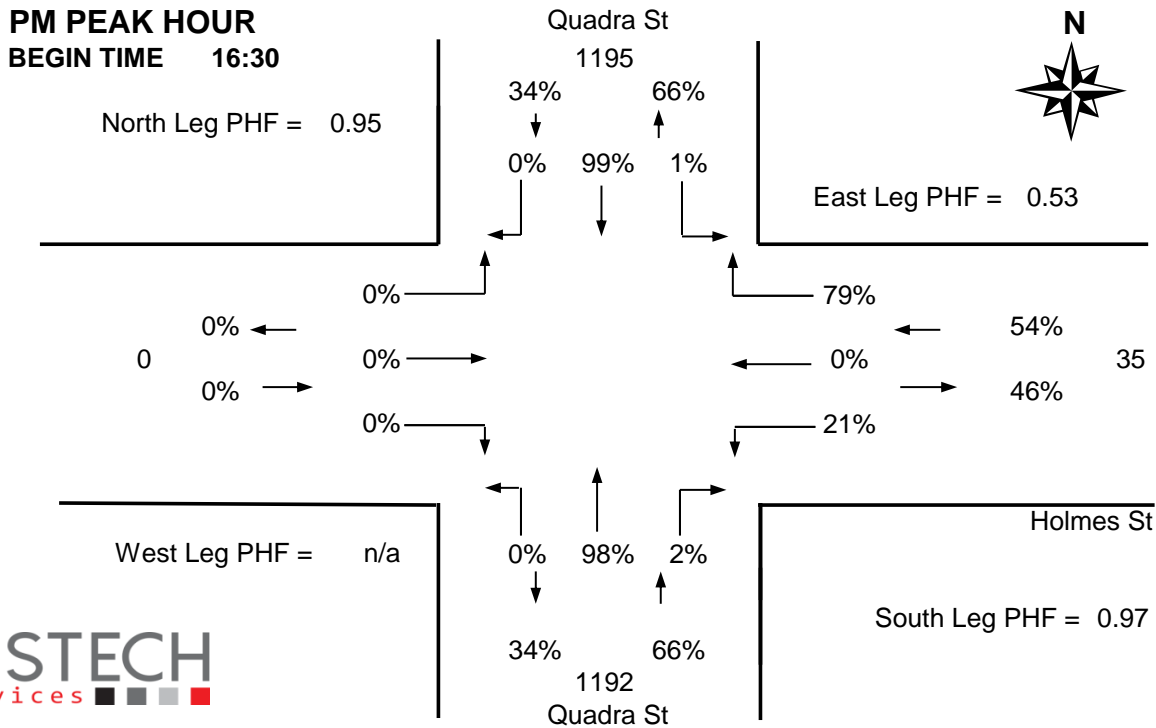 PM PEAK HOUR
BEGIN TIME 16:30
Quadra St
1195
N
34% 66%
North Leg PHF = 0.95
0% 99% 1%
East Leg PHF = 0.53
0% 79%
0% 54%
0 0% 0% 35
0% 46%
0% 21%
Holmes St
West Leg PHF = n/a
0% 98% 2%
South Leg PHF = 0.97
34% 66%
1192
Quadra St
STECH
vices